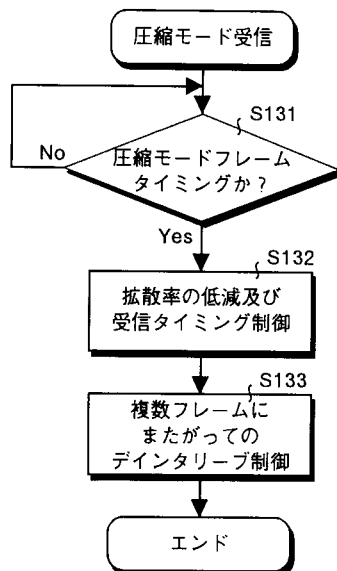 圧縮モード受信
S131
圧縮モードフレーム
タイミングか?
No
Yes
S132
拡散率の低減及び
受信タイミング制御
S133
複数フレームに
またがっての
デインタリーブ制御
エンド